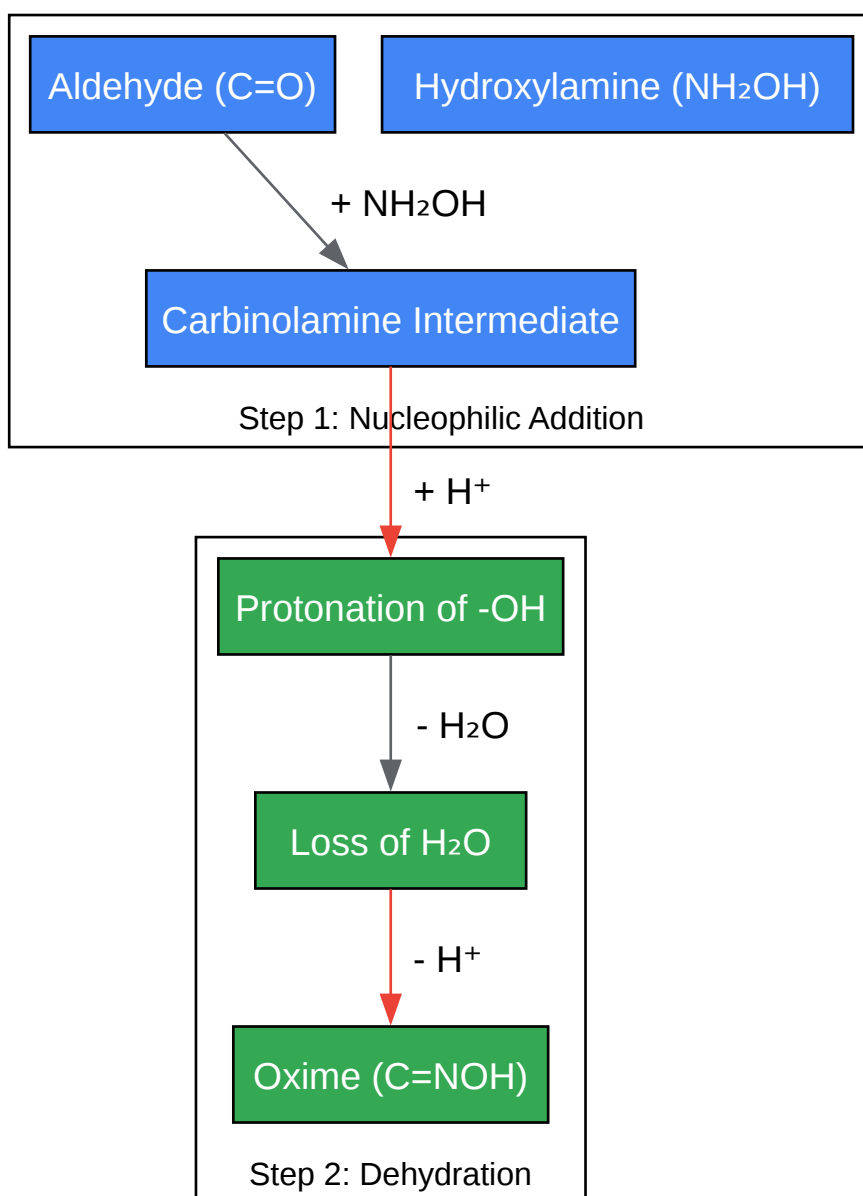 Aldehyde (C=O)
Hydroxylamine (NH₂OH)
+ NH₂OH
Carbinolamine Intermediate
Step 1: Nucleophilic Addition
+ H⁺
Protonation of -OH
- H₂O
Loss of H₂O
- H⁺
Oxime (C=NOH)
Step 2: Dehydration